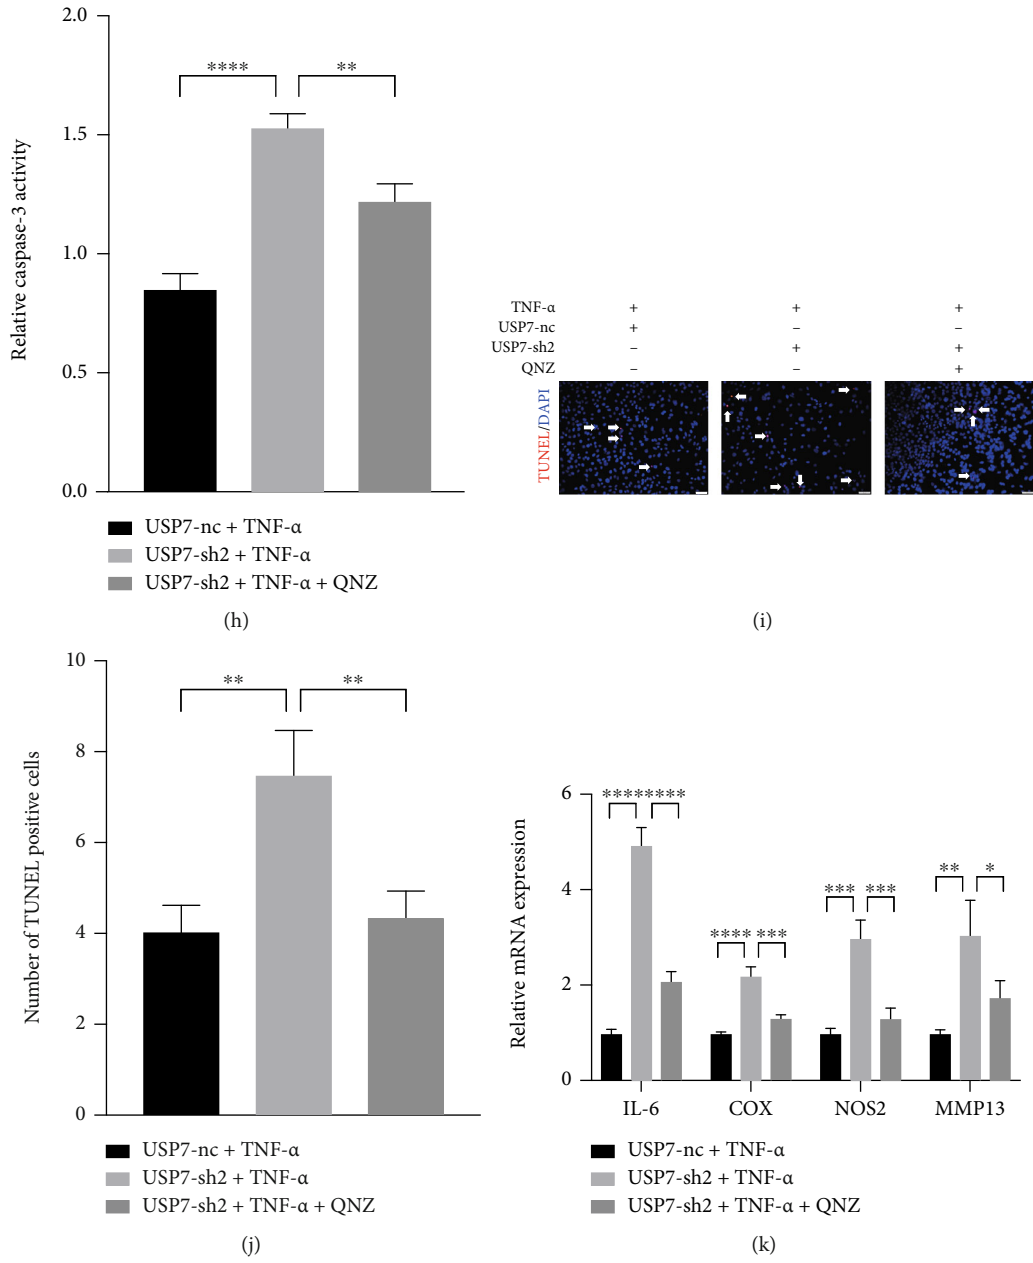 2.0
1.5
1.0
0.5
0.0
Relative caspase-3 activity
****
**
USP7-nc + TNF-α
USP7-sh2 + TNF-α
USP7-sh2 + TNF-α + QNZ
(h)
TNF-α + + +
USP7-nc + – –
USP7-sh2 – + +
QNZ – – +
TUNEL/DAPI
(i)
10
8
6
4
2
0
Number of TUNEL positive cells
**
**
USP7-nc + TNF-α
USP7-sh2 + TNF-α
USP7-sh2 + TNF-α + QNZ
(j)
6
4
2
0
Relative mRNA expression
********
**** ***
*** ***
** *
IL-6 COX NOS2 MMP13
USP7-nc + TNF-α
USP7-sh2 + TNF-α
USP7-sh2 + TNF-α + QNZ
(k)